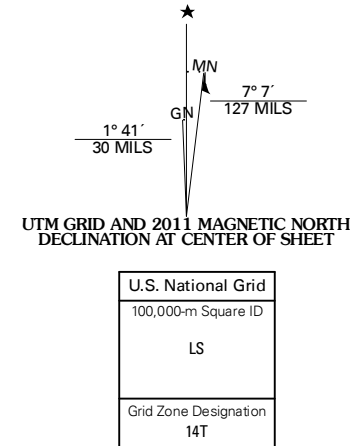 MN
GN
7° 7´
127 MILS
1° 41´
30 MILS
UTM GRID AND 2011 MAGNETIC NORTH
DECLINATION AT CENTER OF SHEET
U.S. National Grid
100,000-m Square ID
LS
Grid Zone Designation
14T